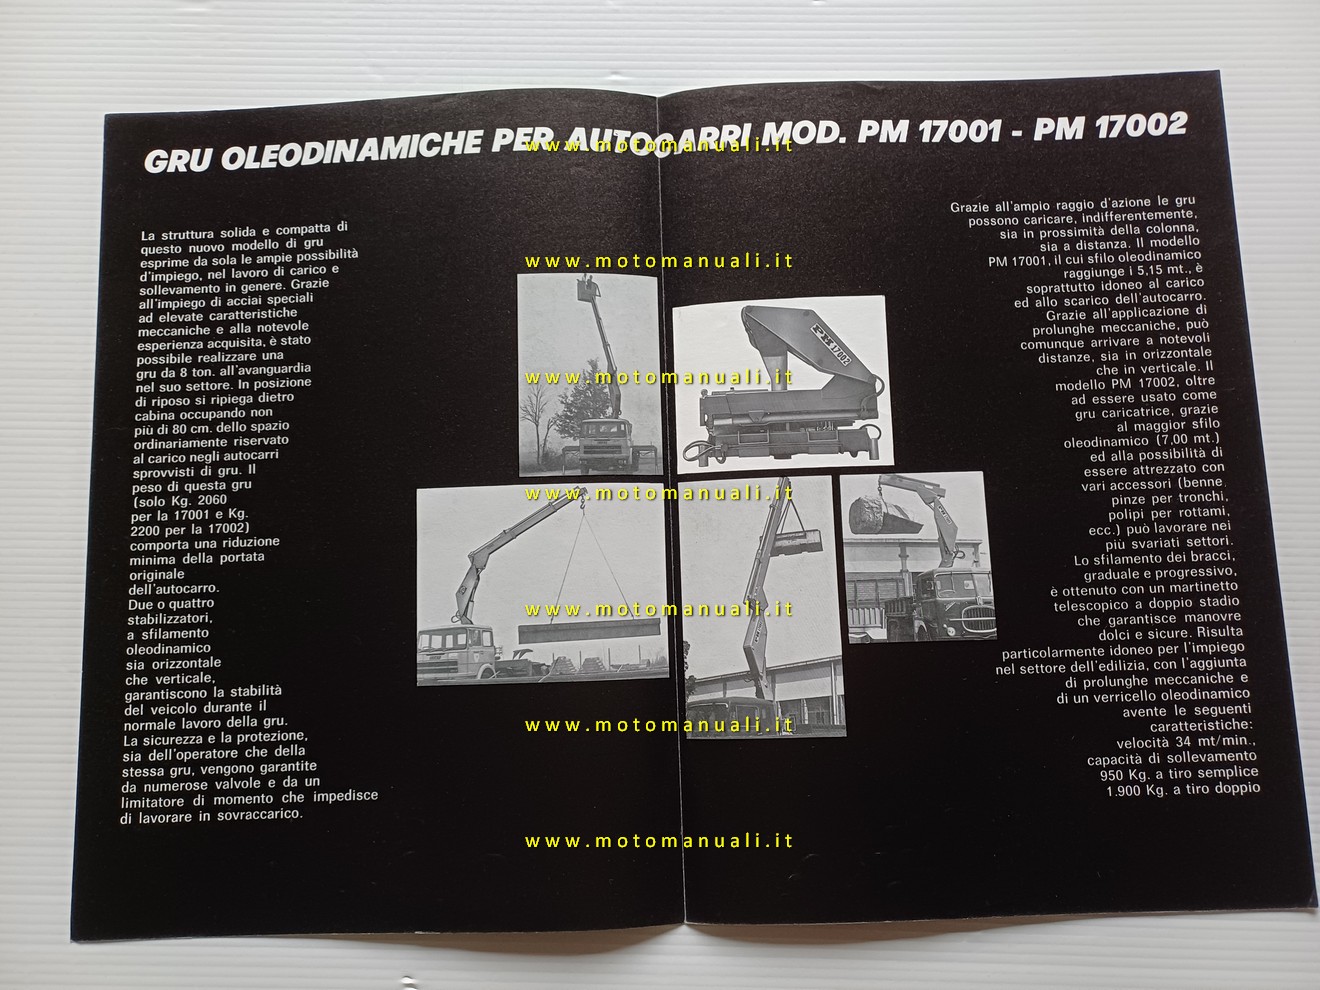 GRU OLEODINAMICHE PER AUTOCARRI MOD. PM 17001 - PM 17002
La struttura solida e compatta di
questo nuovo modello di gru
esprime da sola le ampie possibilità
d'impiego, nel lavoro di carico e
sollevamento in genere. Grazie
all'impiego di acciai speciali
ad elevate caratteristiche
meccaniche e alla notevole
esperienza acquisita, è stato
possibile realizzare una
gru da 8 ton. all'avanguardia
nel suo settore. In posizione
di riposo si ripiega dietro
cabina occupando non
più di 80 cm. dello spazio
ordinariamente riservato
al carico negli autocarri
sprovvisti di gru. Il
peso di questa gru
(solo Kg. 2060
per la 17001 e Kg.
2200 per la 17002)
comporta una riduzione
minima della portata
originale
dell'autocarro.
Due o quattro
stabilizzatori,
a sfilamento
oleodinamico
sia orizzontale
che verticale,
garantiscono la stabilità
del veicolo durante il
normale lavoro della gru.
La sicurezza e la protezione,
sia dell'operatore che della
stessa gru, vengono garantite
da numerose valvole e da un
limitatore di momento che impedisce
di lavorare in sovraccarico.
Grazie all'ampio raggio d'azione le gru
possono caricare, indifferentemente,
sia in prossimità della colonna,
sia a distanza. Il modello
PM 17001, il cui sfilo oleodinamico
raggiunge i 5,15 mt., è
soprattutto idoneo al carico
ed allo scarico dell'autocarro.
Grazie all'applicazione di
prolunghe meccaniche, può
comunque arrivare a notevoli
distanze, sia in orizzontale
che in verticale. Il
modello PM 17002, oltre
ad essere usato come
gru caricatrice, grazie
al maggior sfilo
oleodinamico (7,00 mt.)
ed alla possibilità di
essere attrezzato con
vari accessori (benne,
pinze per tronchi,
polipi per rottami,
ecc.) può lavorare nei
più svariati settori.
Lo sfilamento dei bracci,
graduale e progressivo,
è ottenuto con un martinetto
telescopico a doppio stadio
che garantisce manovre
dolci e sicure. Risulta
particolarmente idoneo per l'impiego
nel settore dell'edilizia, con l'aggiunta
di prolunghe meccaniche e
di un verricello oleodinamico
avente le seguenti
caratteristiche:
velocità 34 mt/min.,
capacità di sollevamento
950 Kg. a tiro semplice
1.900 Kg. a tiro doppio
PM 17002
www.motomanuali.it
www.motomanuali.it
www.motomanuali.it
www.motomanuali.it
www.motomanuali.it
www.motomanuali.it
www.motomanuali.it